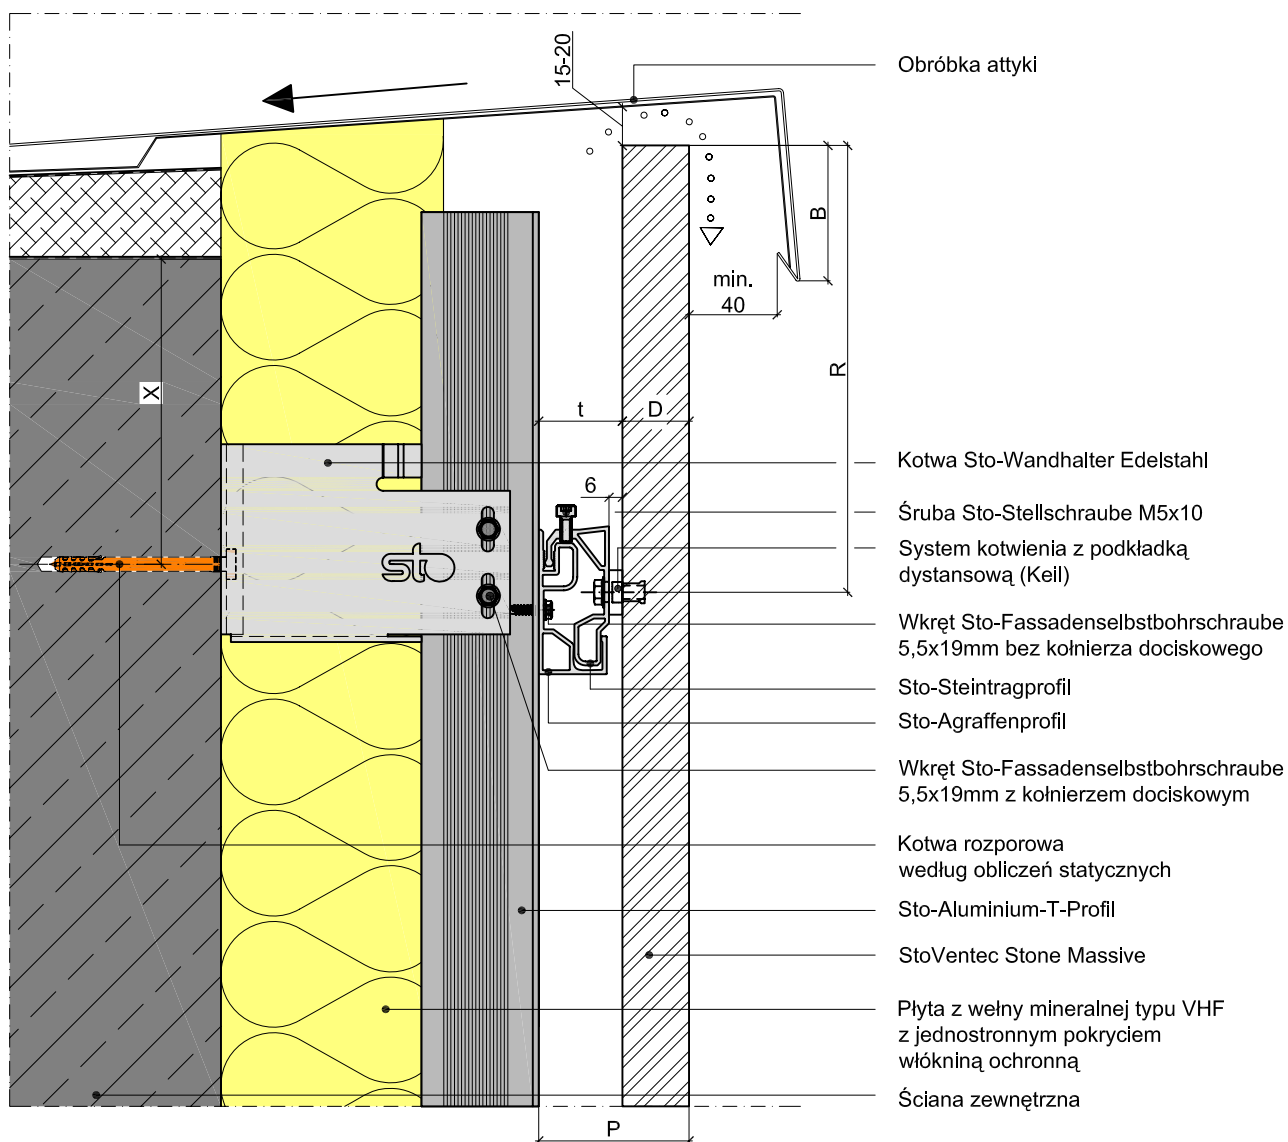 15-20
Obróbka attyki
B
min.
40
R
X
t
D
Kotwa Sto-Wandhalter Edelstahl
6
Śruba Sto-Stellschraube M5x10
System kotwienia z podkładką
dystansową (Keil)
sto
Wkręt Sto-Fassadenselbstbohrschraube
5,5x19mm bez kołnierza dociskowego
Sto-Steintragprofil
Sto-Agraffenprofil
Wkręt Sto-Fassadenselbstbohrschraube
5,5x19mm z kołnierzem dociskowym
Kotwa rozporowa
według obliczeń statycznych
Sto-Aluminium-T-Profil
StoVentec Stone Massive
Płyta z wełny mineralnej typu VHF
z jednostronnym pokryciem
włókniną ochronną
Ściana zewnętrzna
P